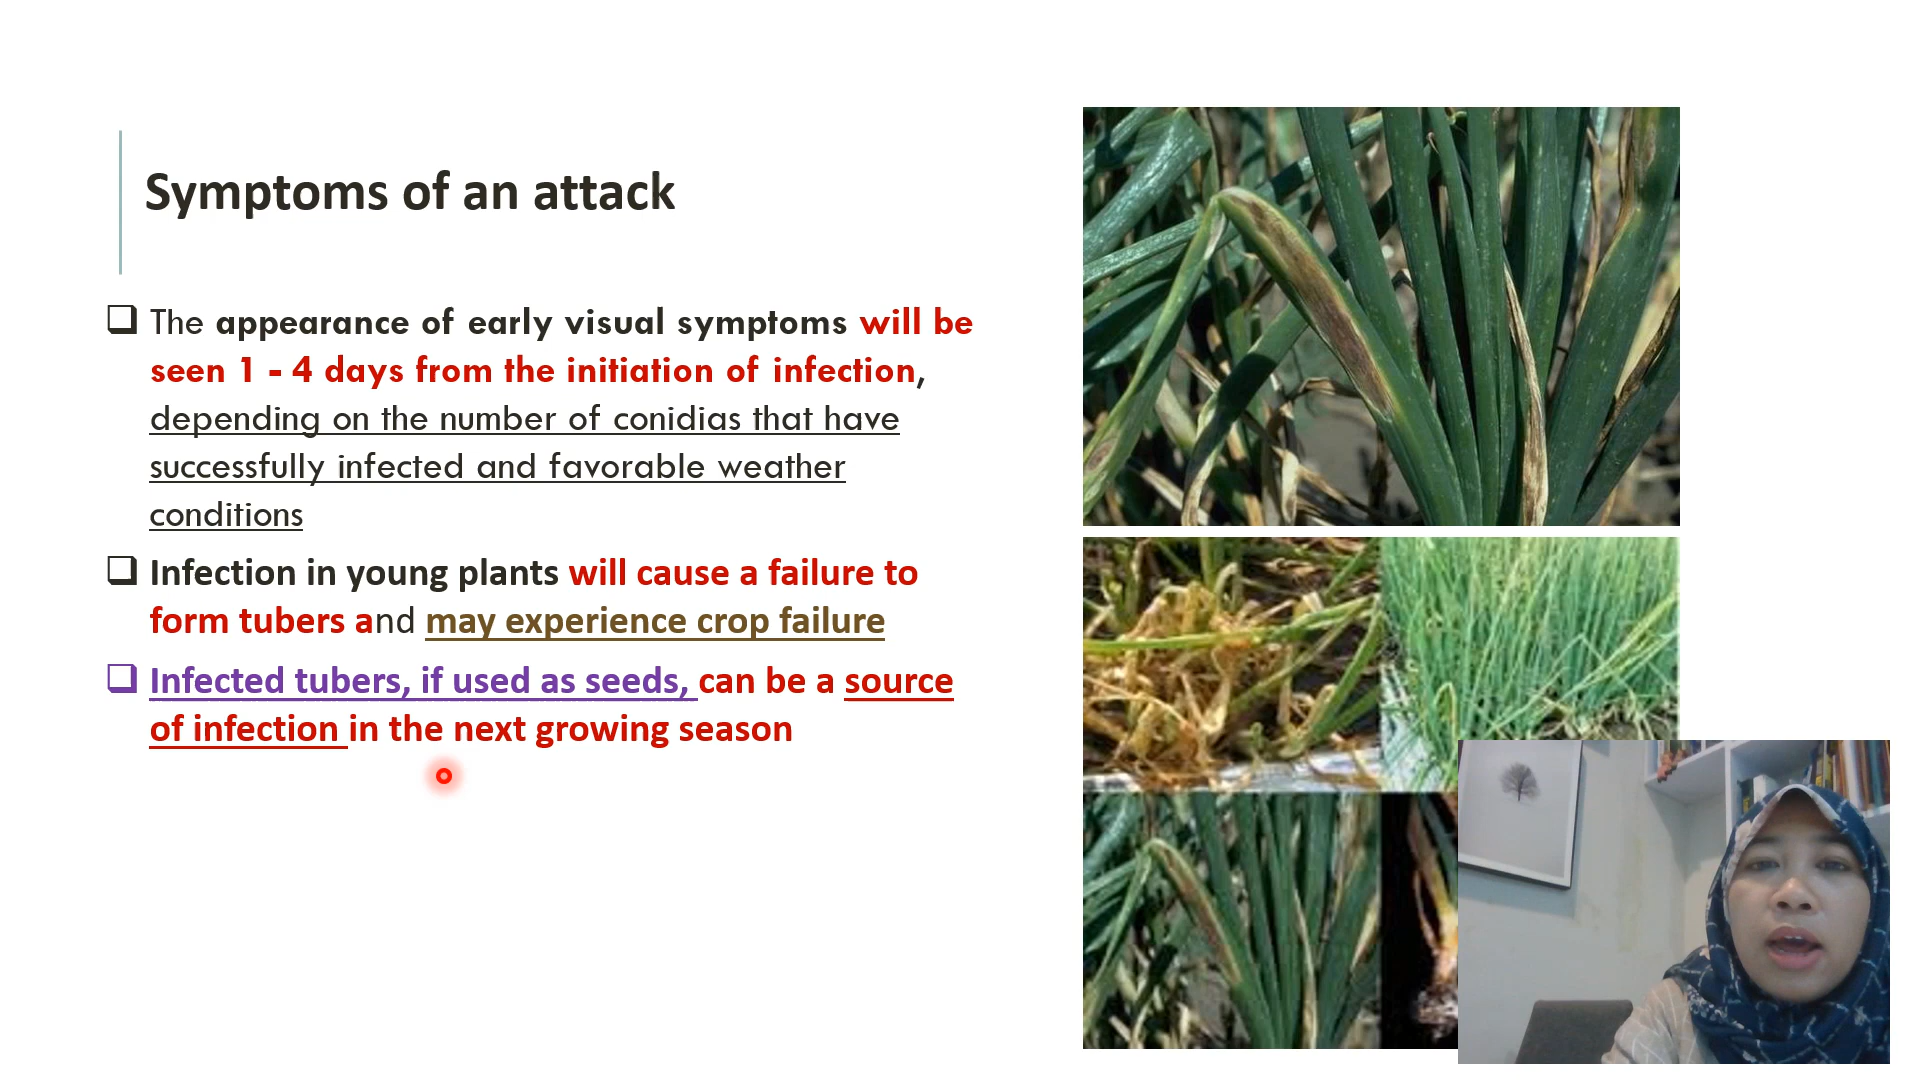 Symptoms of an attack
The appearance of early visual symptoms will be
seen 1 - 4 days from the initiation of infection,
depending on the number of conidias that have
successfully infected and favorable weather
conditions
Infection in young plants will cause a failure to
form tubers and may experience crop failure
Infected tubers, if used as seeds, can be a source
of infection in the next growing season